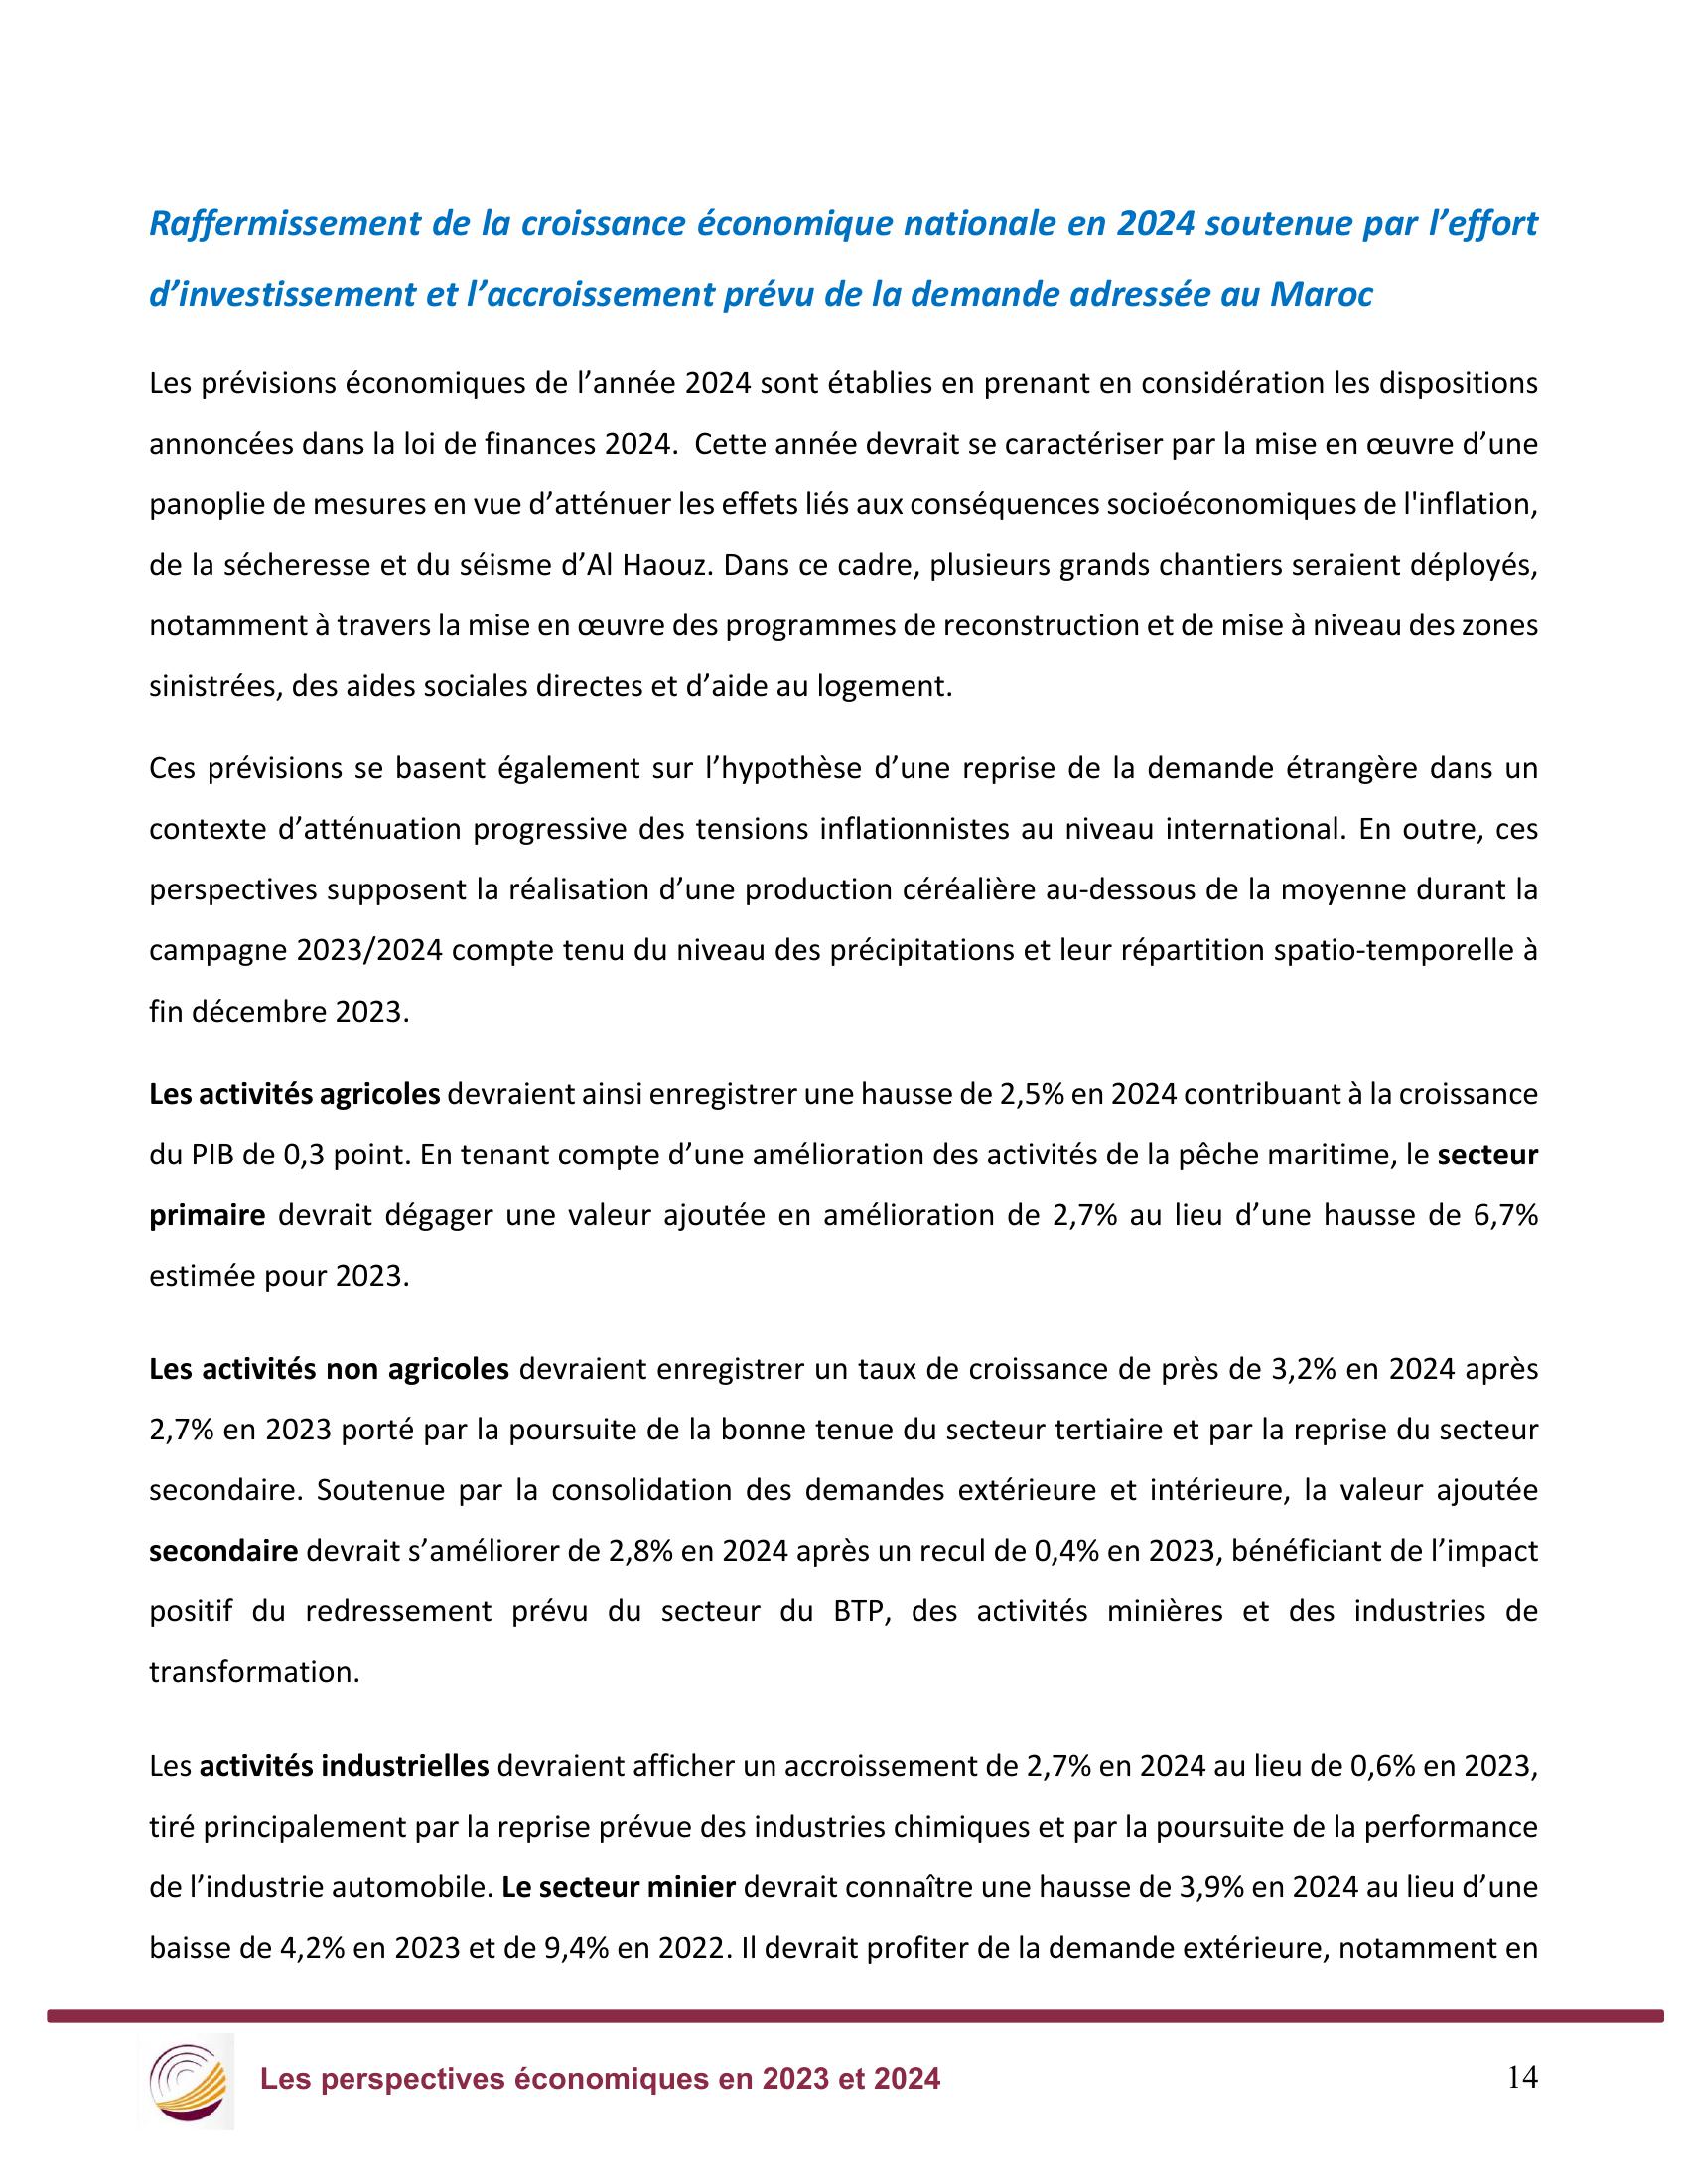 Raffermissement de la croissance économique nationale en 2024 soutenue par l’effort
d’investissement et l’accroissement prévu de la demande adressée au Maroc
Les prévisions économiques de l’année 2024 sont établies en prenant en considération les dispositions
annoncées dans la loi de finances 2024.  Cette année devrait se caractériser par la mise en œuvre d’une
panoplie de mesures en vue d’atténuer les effets liés aux conséquences socioéconomiques de l'inflation,
de la sécheresse et du séisme d’Al Haouz. Dans ce cadre, plusieurs grands chantiers seraient déployés,
notamment à travers la mise en œuvre des programmes de reconstruction et de mise à niveau des zones
sinistrées, des aides sociales directes et d’aide au logement.
Ces prévisions se basent également sur l’hypothèse d’une reprise de la demande étrangère dans un
contexte d’atténuation progressive des tensions inflationnistes au niveau international. En outre, ces
perspectives supposent la réalisation d’une production céréalière au-dessous de la moyenne durant la
campagne 2023/2024 compte tenu du niveau des précipitations et leur répartition spatio-temporelle à
fin décembre 2023.
Les activités agricoles devraient ainsi enregistrer une hausse de 2,5% en 2024 contribuant à la croissance
du PIB de 0,3 point. En tenant compte d’une amélioration des activités de la pêche maritime, le secteur
primaire devrait dégager une valeur ajoutée en amélioration de 2,7% au lieu d’une hausse de 6,7%
estimée pour 2023.
Les activités non agricoles devraient enregistrer un taux de croissance de près de 3,2% en 2024 après
2,7% en 2023 porté par la poursuite de la bonne tenue du secteur tertiaire et par la reprise du secteur
secondaire. Soutenue par la consolidation des demandes extérieure et intérieure, la valeur ajoutée
secondaire devrait s’améliorer de 2,8% en 2024 après un recul de 0,4% en 2023, bénéficiant de l’impact
positif du redressement prévu du secteur du BTP, des activités minières et des industries de
transformation.
Les activités industrielles devraient afficher un accroissement de 2,7% en 2024 au lieu de 0,6% en 2023,
tiré principalement par la reprise prévue des industries chimiques et par la poursuite de la performance
de l’industrie automobile. Le secteur minier devrait connaître une hausse de 3,9% en 2024 au lieu d’une
baisse de 4,2% en 2023 et de 9,4% en 2022. Il devrait profiter de la demande extérieure, notamment en
Les perspectives économiques en 2023 et 2024
14